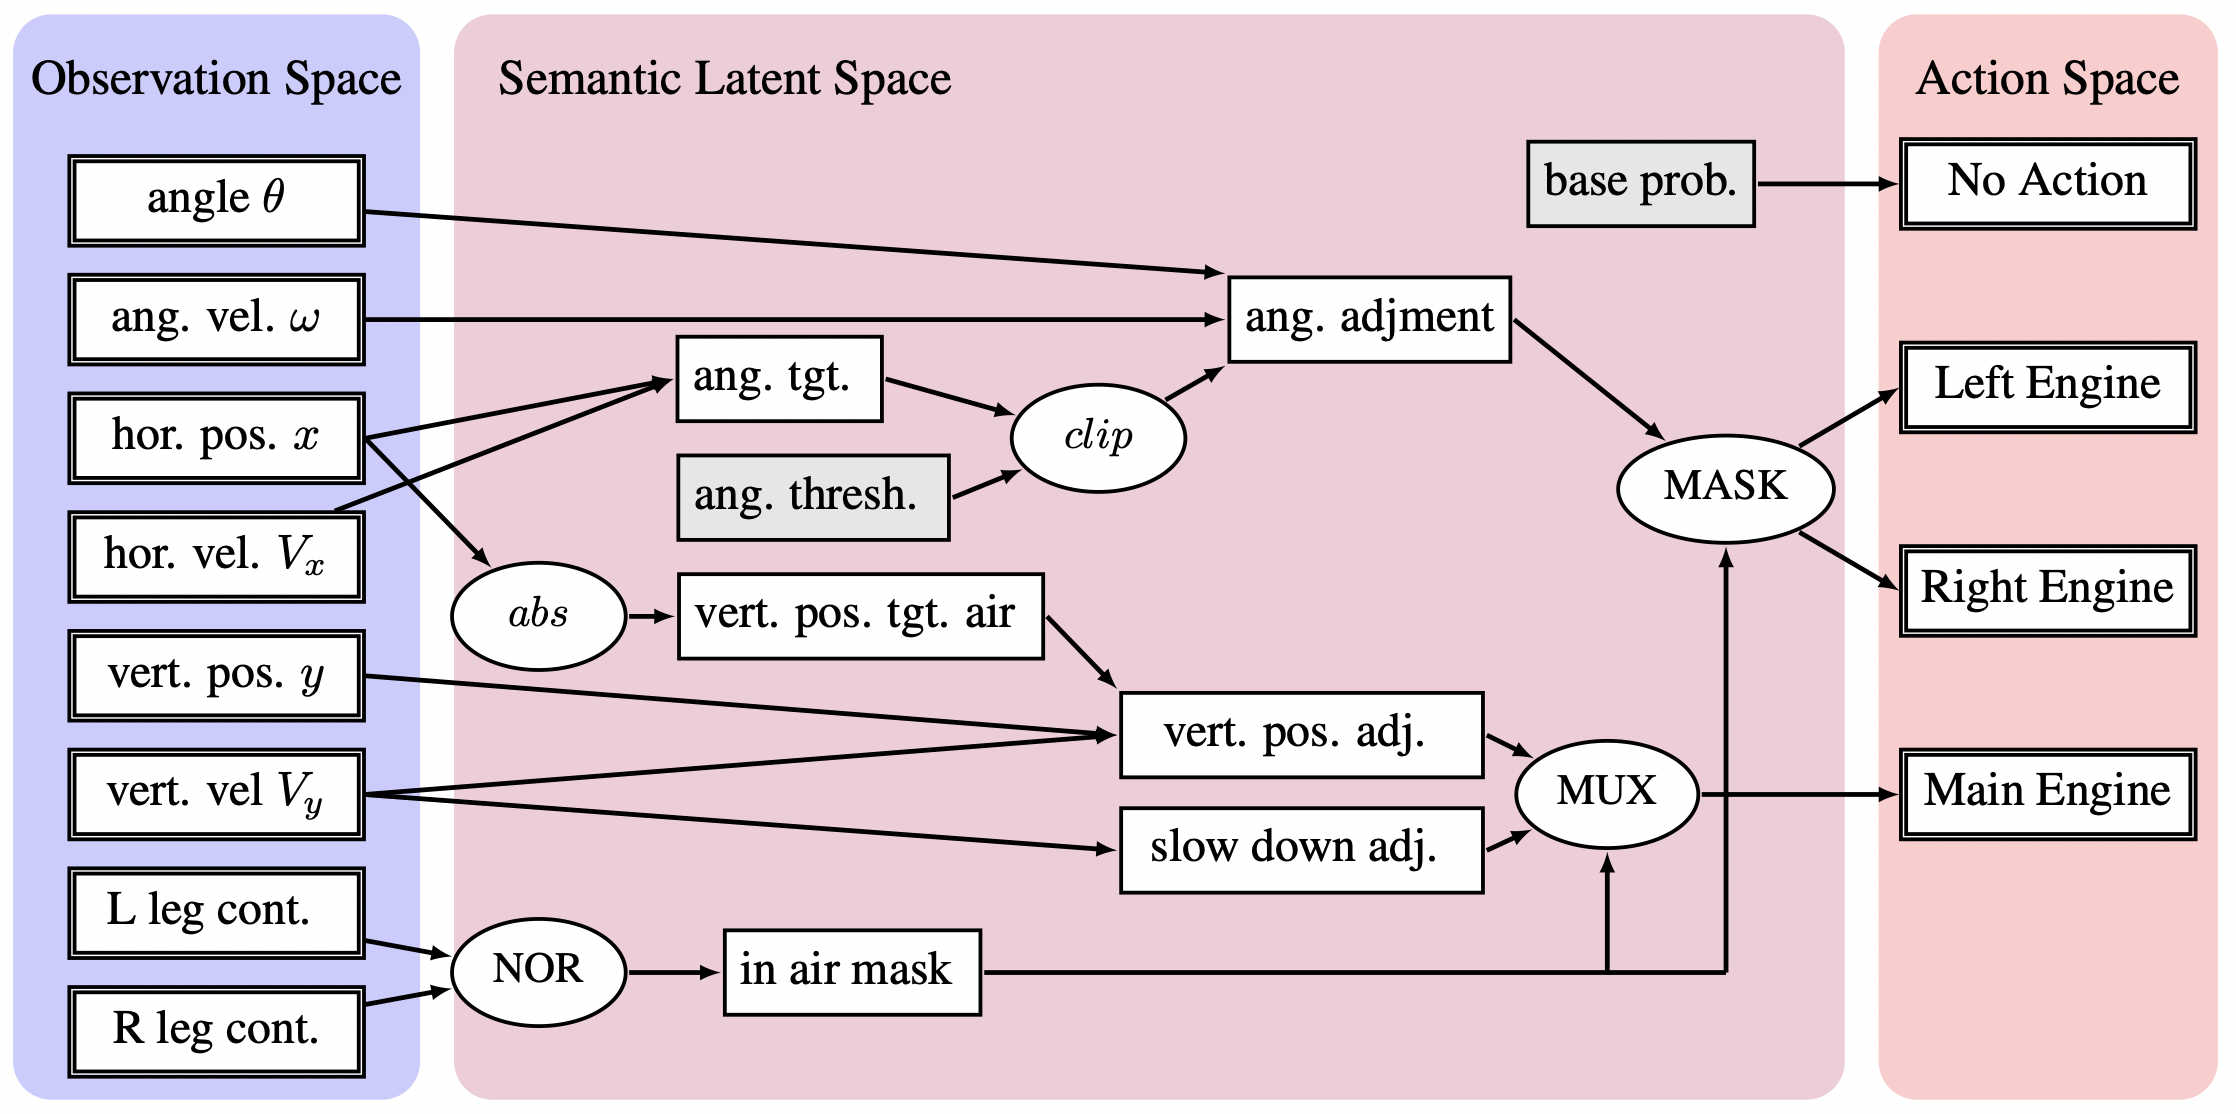 Observation Space
angle θ
ang. vel. ω
hor. pos. x
hor. vel. Vx
vert. pos. y
vert. vel Vy
L leg cont.
R leg cont.
Semantic Latent Space
base prob.
ang. adjment
ang. tgt.
clip
ang. thresh.
MASK
abs
vert. pos. tgt. air
vert. pos. adj.
MUX
slow down adj.
NOR
in air mask
Action Space
No Action
Left Engine
Right Engine
Main Engine